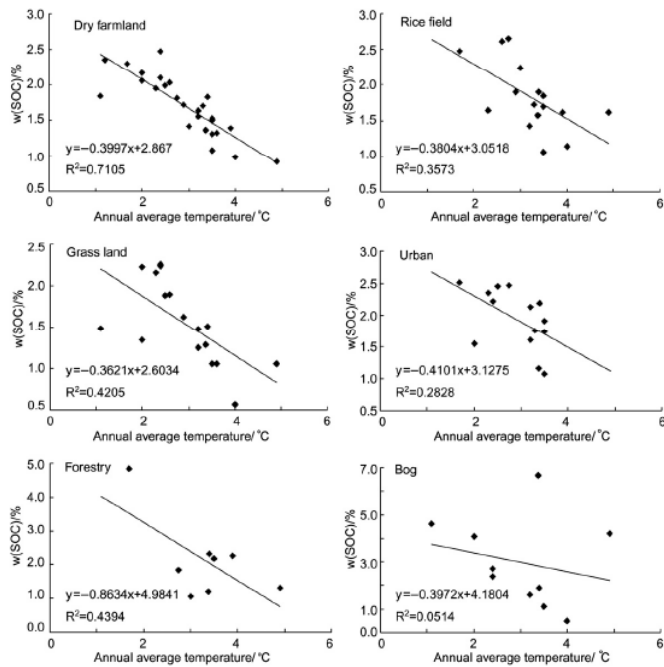 Dry farmland
w(SOC)/%
3.0
2.5
2.0
1.5
1.0
0.5
y=−0.3997x+2.867
R²=0.7105
0 2 4 6
Annual average temperature/ °C
Rice field
w(SOC)/%
3.0
2.5
2.0
1.5
1.0
0.5
y=−0.3804x+3.0518
R²=0.3573
0 2 4 6
Annual average temperature/ °C
Grass land
w(SOC)/%
2.5
2.0
1.5
1.0
0.5
y=−0.3621x+2.6034
R²=0.4205
0 2 4 6
Annual average temperature/ °C
Urban
w(SOC)/%
3.0
2.5
2.0
1.5
1.0
0.5
y=−0.4101x+3.1275
R²=0.2828
0 2 4 6
Annual average temperature/ °C
Forestry
w(SOC)/%
5.0
4.0
3.0
2.0
1.0
0.0
y=−0.8634x+4.9841
R²=0.4394
0 2 4 6
Annual average temperature/ °C
Bog
w(SOC)/%
7.0
5.0
3.0
1.0
0.0
y=−0.3972x+4.1804
R²=0.0514
0 2 4 6
Annual average temperature/ °C